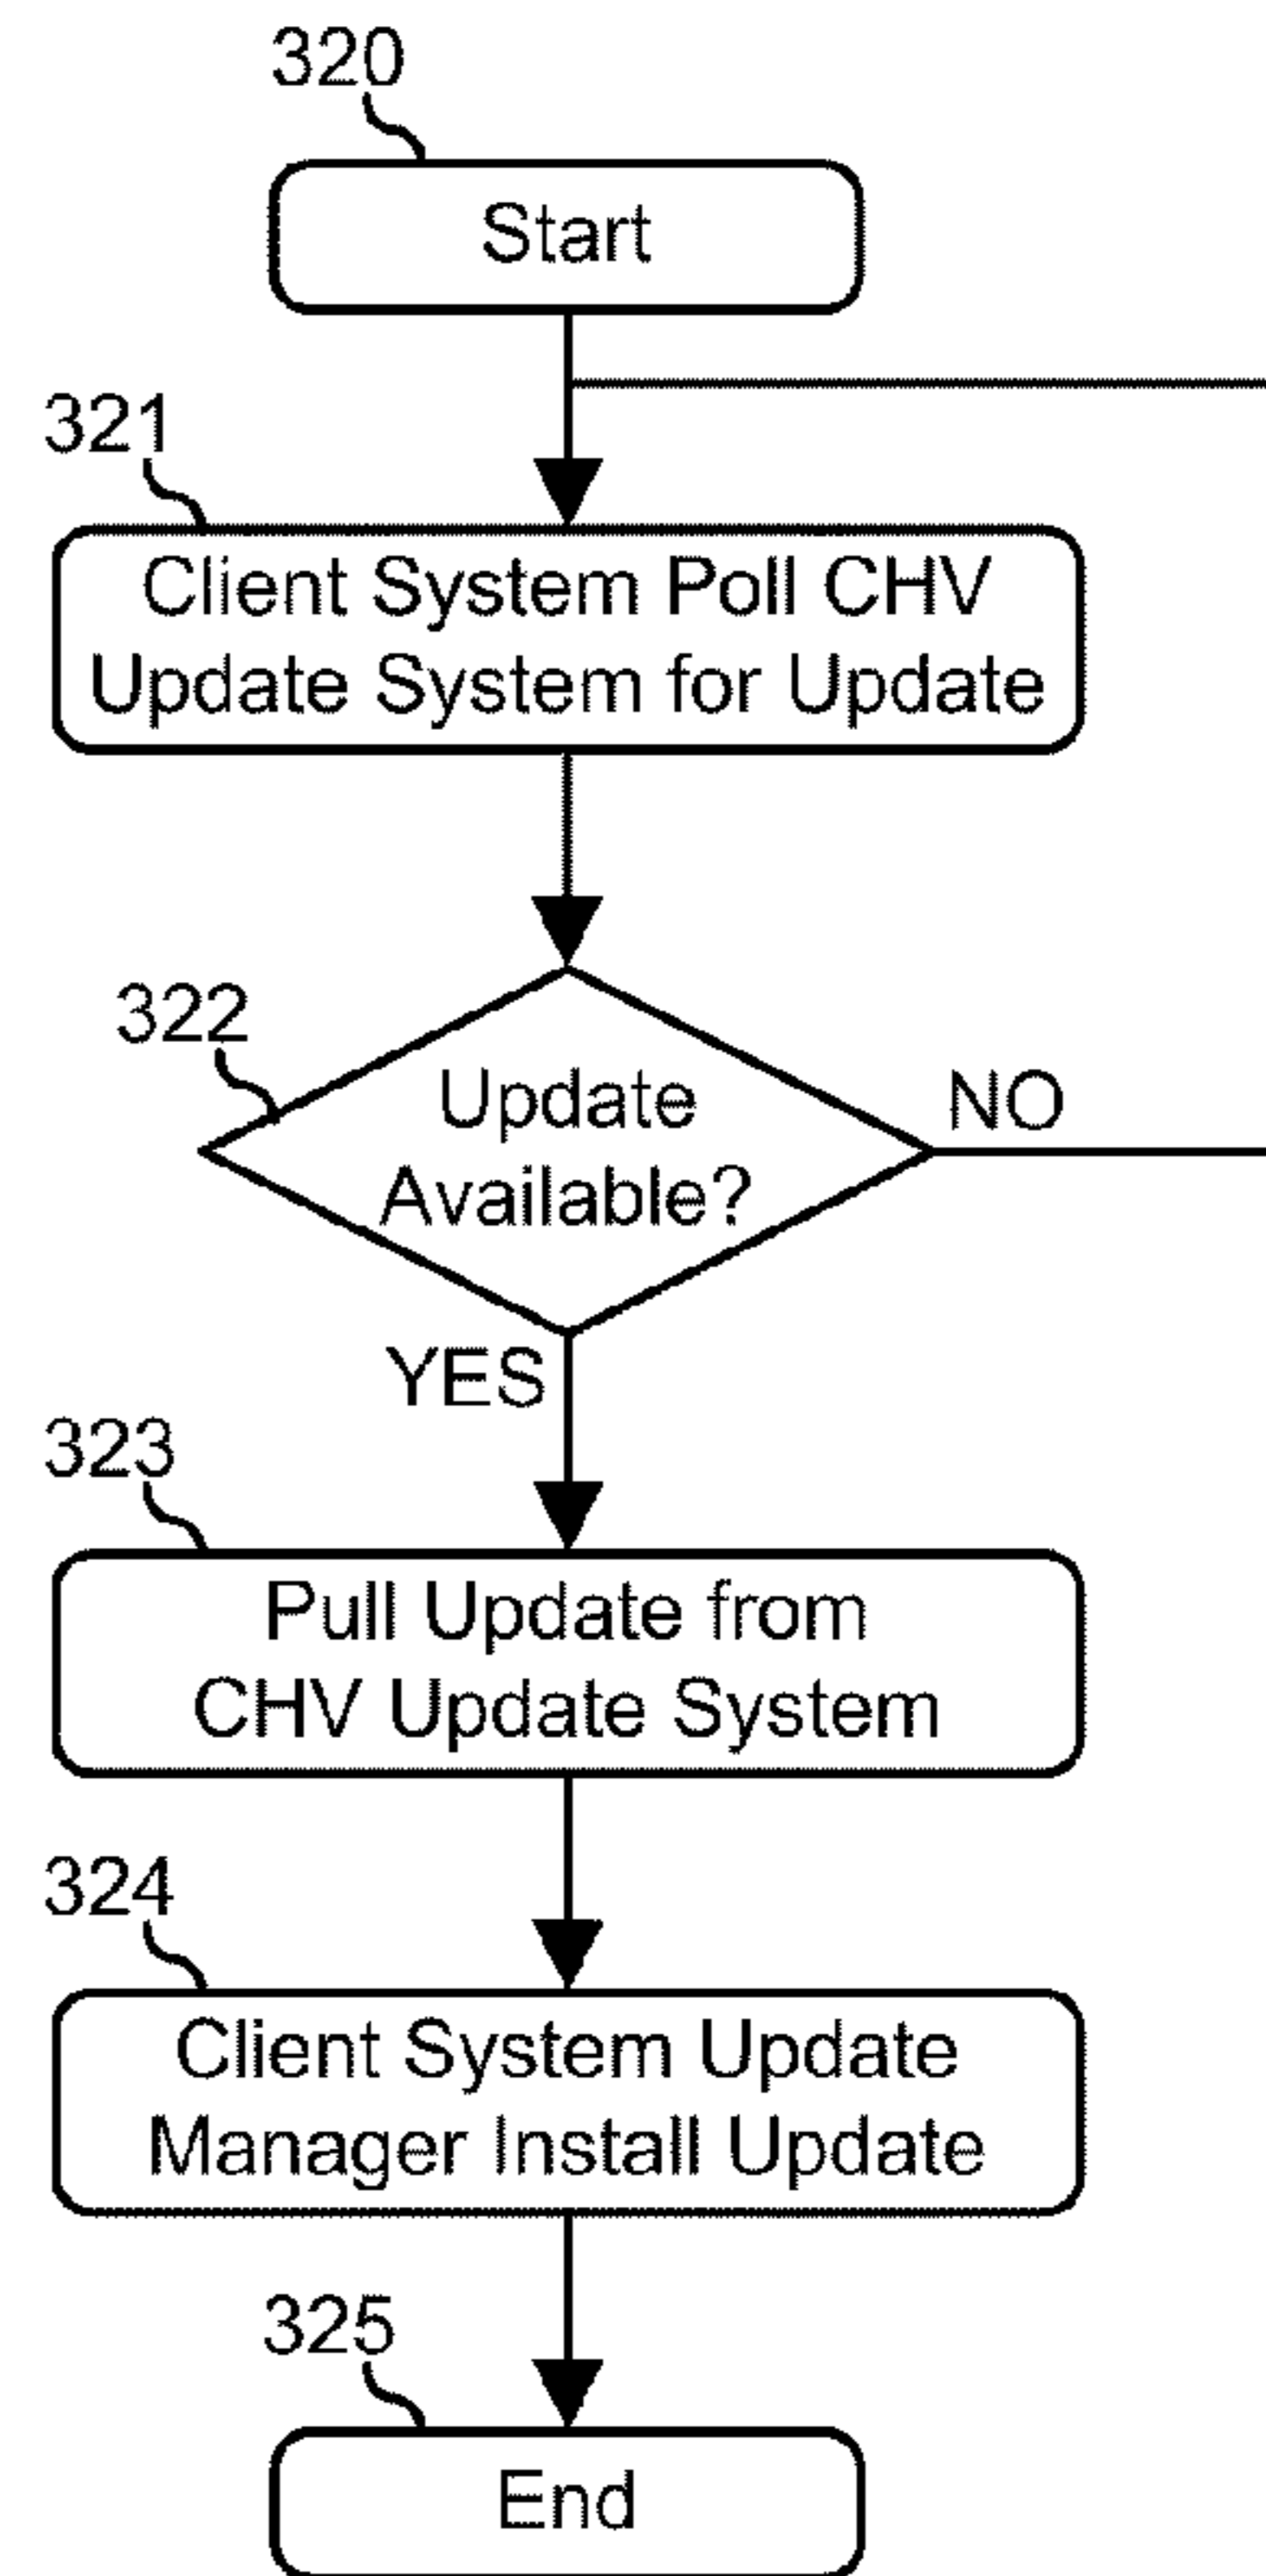 320
Start
321
Client System Poll CHV
Update System for Update
322
Update
Available?
NO
YES
323
Pull Update from
CHV Update System
324
Client System Update
Manager Install Update
325
End